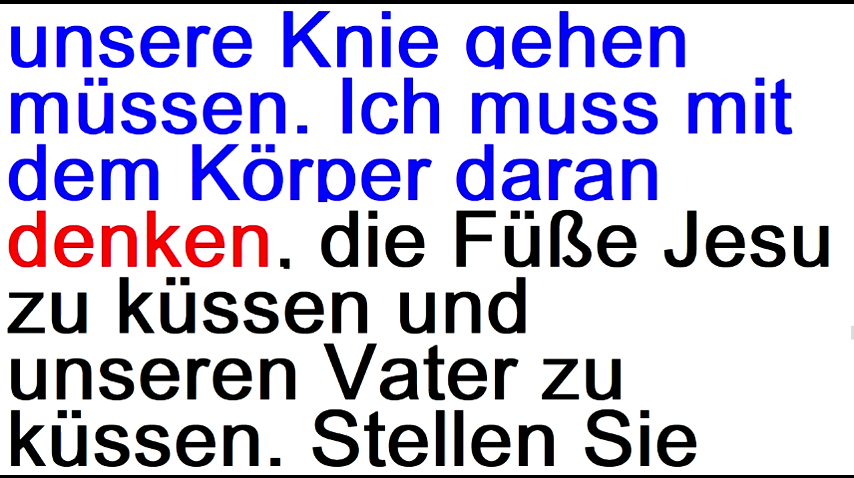 unsere Knie gehen
müssen. Ich muss mit
dem Körper daran
denken, die Füße Jesu
zu küssen und
unseren Vater zu
küssen. Stellen Sie